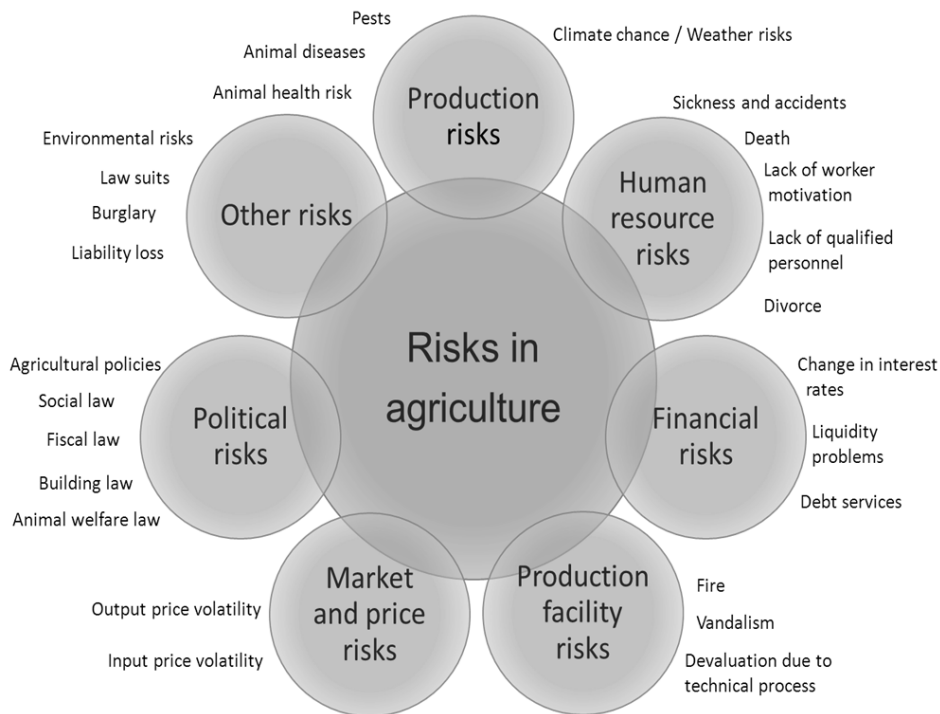 Pests
Climate chance / Weather risks
Animal diseases
Animal health risk
Production
risks
Sickness and accidents
Death
Lack of worker
motivation
Lack of qualified
personnel
Divorce
Human
resource
risks
Environmental risks
Law suits
Burglary
Liability loss
Other risks
Risks in
agriculture
Agricultural policies
Social law
Fiscal law
Building law
Animal welfare law
Political
risks
Financial
risks
Change in interest
rates
Liquidity
problems
Debt services
Output price volatility
Input price volatility
Market
and price
risks
Production
facility
risks
Fire
Vandalism
Devaluation due to
technical process